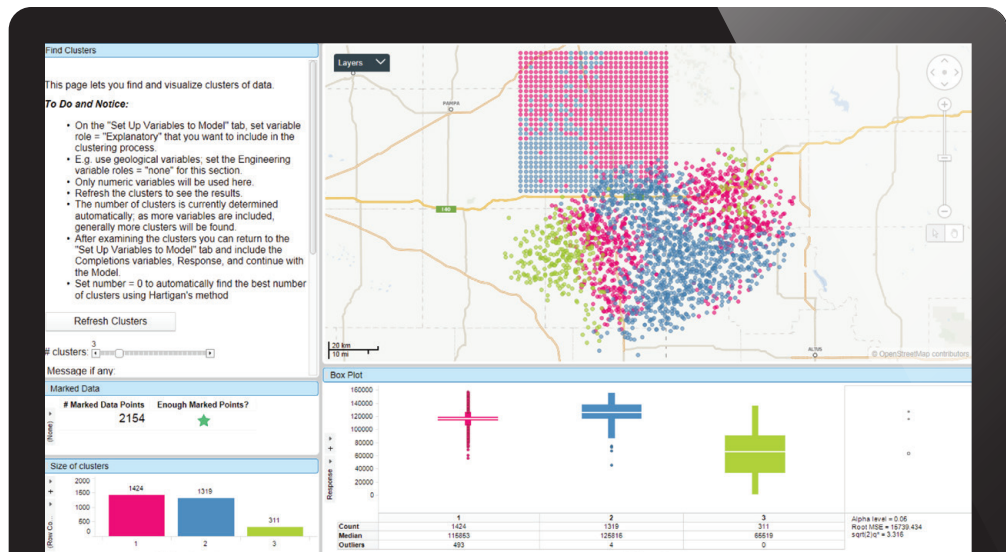 Find Clusters
This page lets you find and visualize clusters of data.
To Do and Notice:
• On the "Set Up Variables to Model" tab, set variable
role = "Explanatory" that you want to include in the
clustering process.
• E.g. use geological variables; set the Engineering
variable roles = "none" for this section.
• Only numeric variables will be used here.
• Refresh the clusters to see the results.
• The number of clusters is currently determined
automatically; as more variables are included,
generally more clusters will be found.
• After examining the clusters you can return to the
"Set Up Variables to Model" tab and include the
Completions variables, Response, and continue with
the Model.
• Set number = 0 to automatically find the best number
of clusters using Hartigan's method
Refresh Clusters
3
# clusters:
Message if any:
Marked Data
# Marked Data Points Enough Marked Points?
2154
(None)
Size of clusters
2000
1500
1000
500
0
1424
1319
311
1 2 3
(Row Co...
Layers
PAMPA
I 40
ALTUS
20 km
10 mi
© OpenStreetMap contributors
Box Plot
Response
160000
140000
120000
100000
80000
60000
40000
20000
0
1 2 3
Count 1424 1319 311
Median 116863 126816 66619
Outliers 493 4 0
Alpha level = 0.05
Root MSE = 15739.434
sqrt(2)q* = 3.316